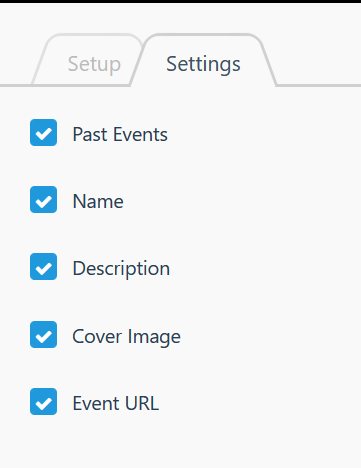 Setup Settings
Past Events
Name
Description
Cover Image
Event URL